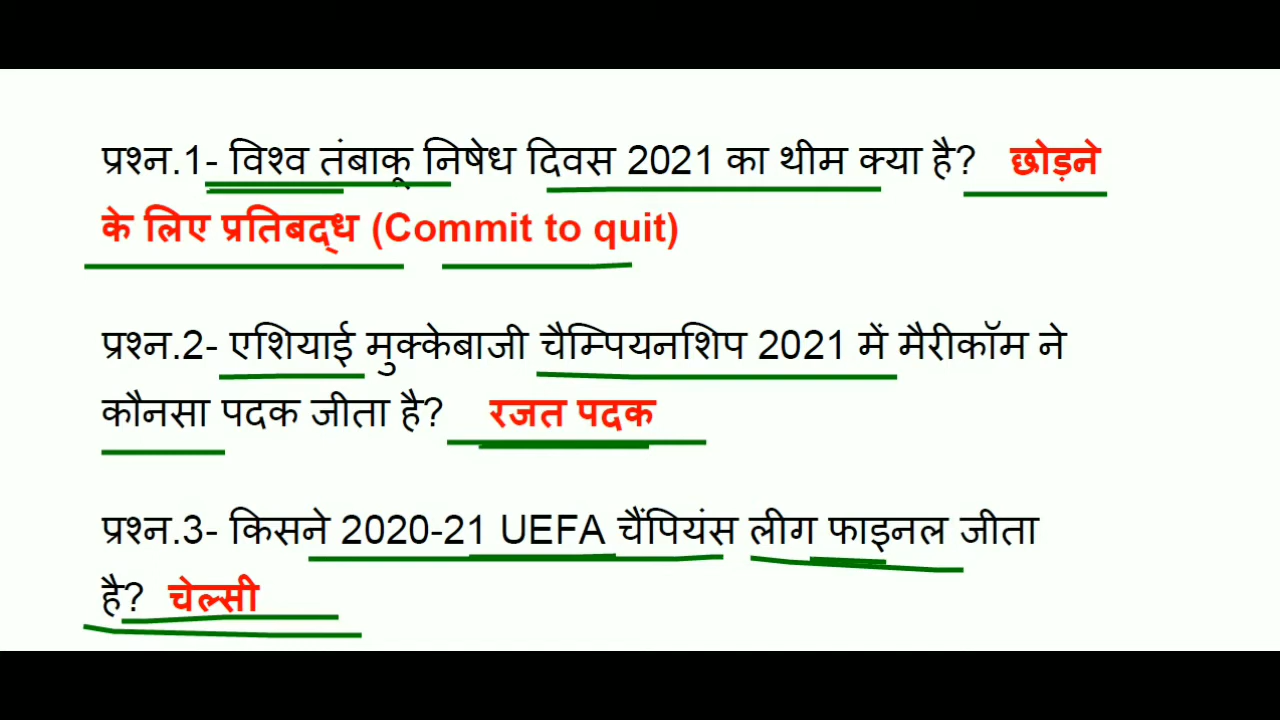 प्रश्न.1- विश्व तंबाकू निषेध दिवस 2021 का थीम क्या है? छोड़ने
के लिए प्रतिबद्ध (Commit to quit)
प्रश्न.2- एशियाई मुक्केबाजी चैम्पियनशिप 2021 में मैरीकॉम ने
कौनसा पदक जीता है? रजत पदक
प्रश्न.3- किसने 2020-21 UEFA चैंपियंस लीग फाइनल जीता
है? चेल्सी